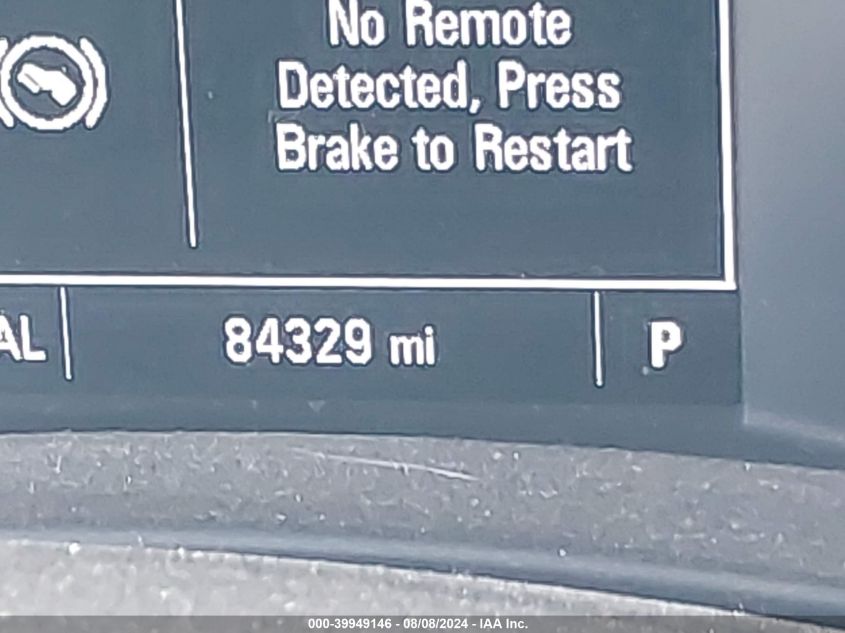 No Remote
Detected, Press
Brake to Restart
AL
84329 mi
P
000-39949146 - 08/08/2024 - IAA Inc.